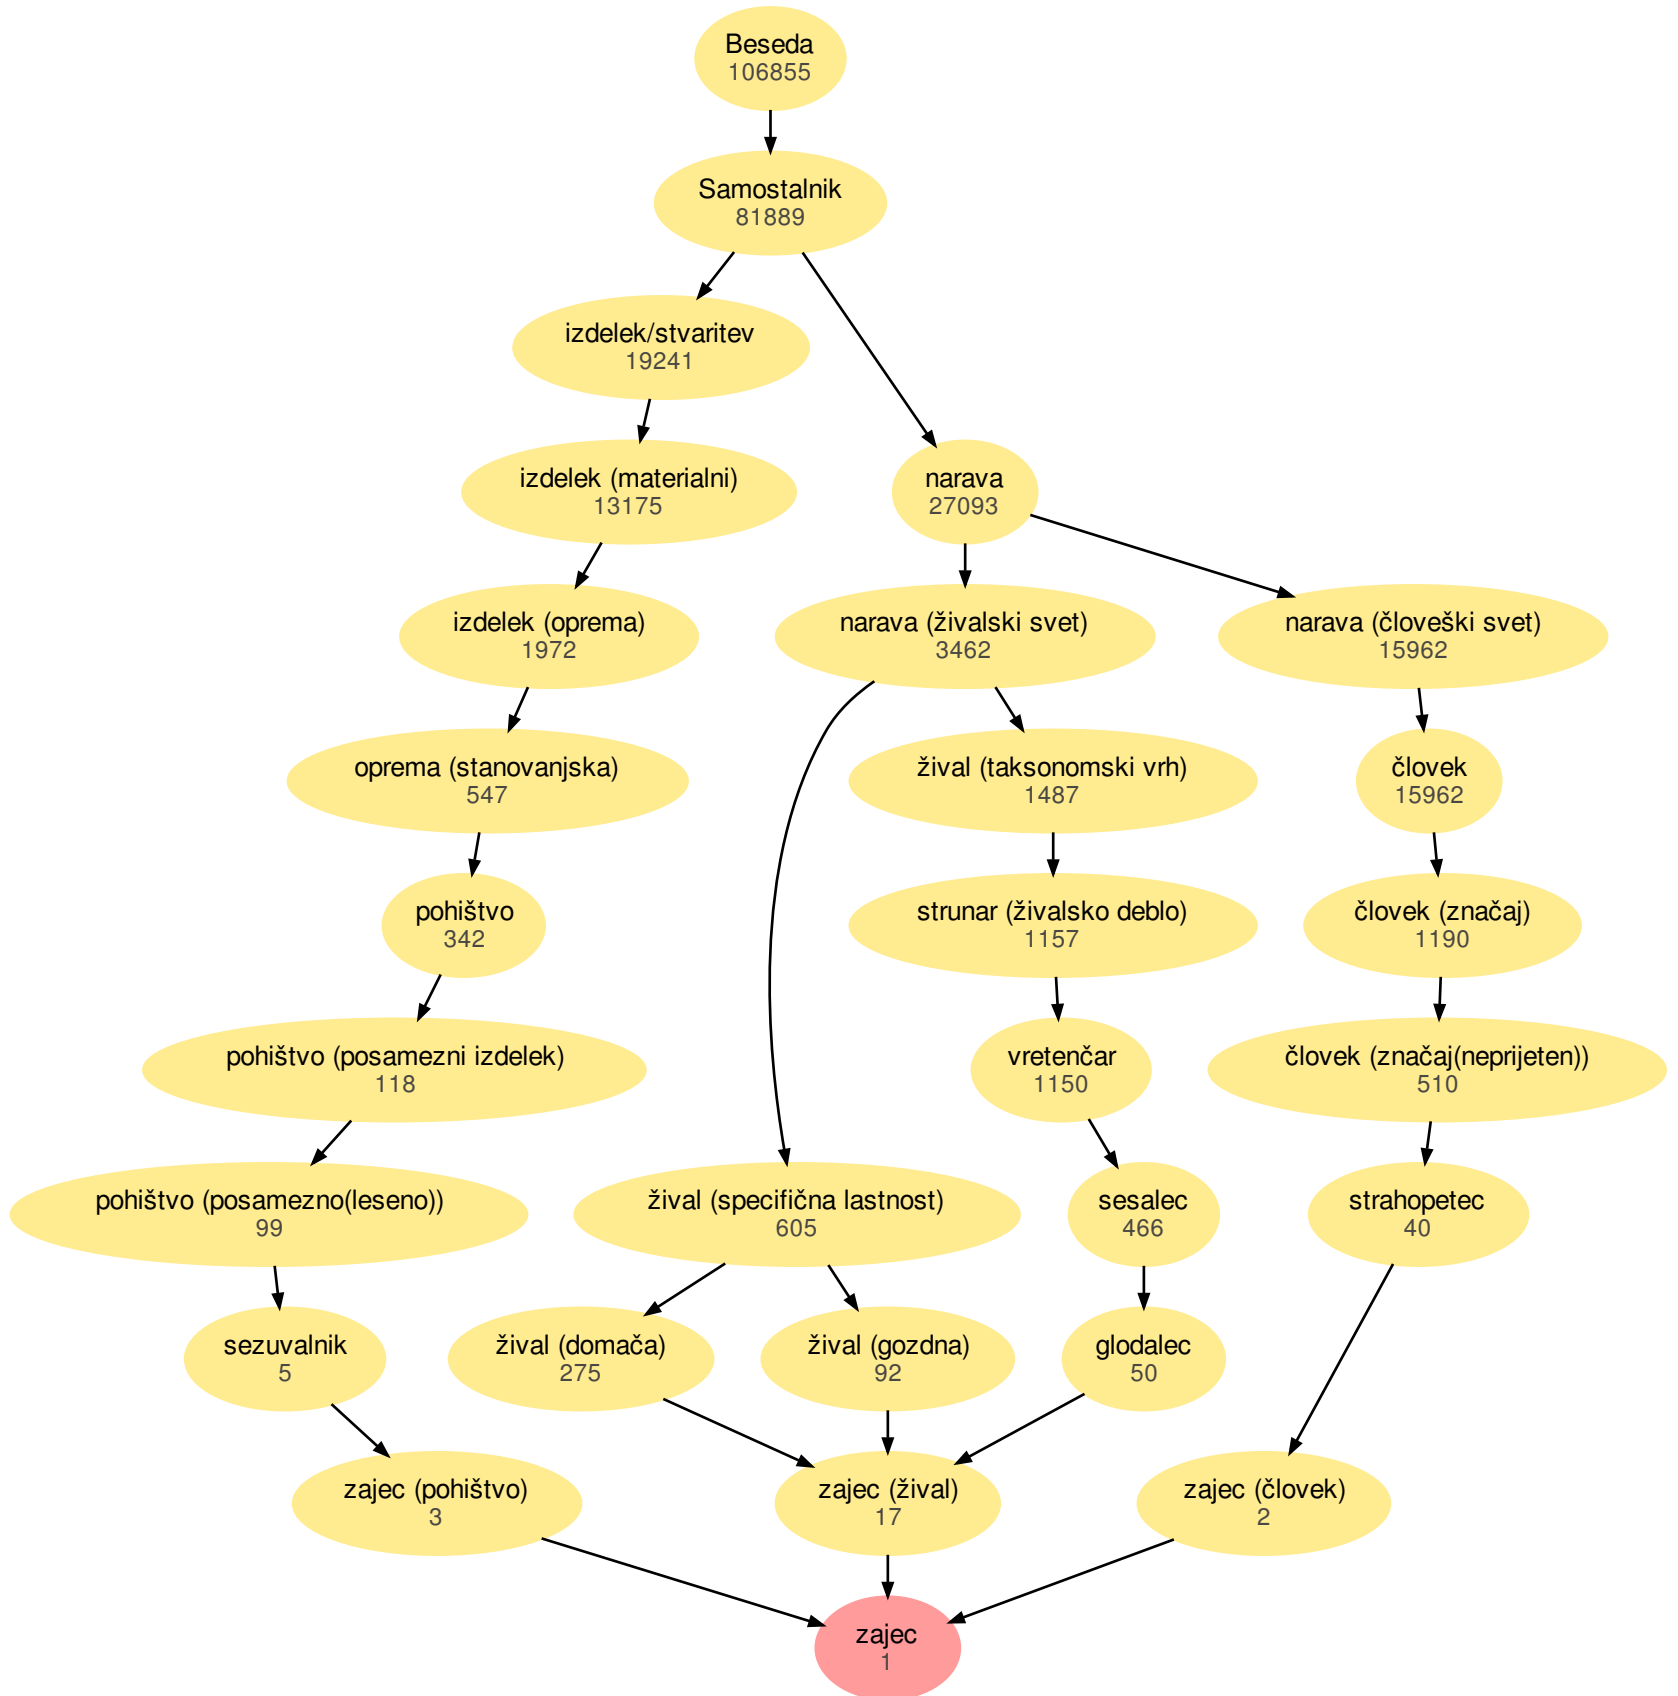 Beseda
106855
Samostalnik
81889
izdelek/stvaritev
19241
izdelek (materialni)
13175
narava
27093
izdelek (oprema)
1972
narava (živalski svet)
3462
narava (človeški svet)
15962
oprema (stanovanjska)
547
žival (taksonomski vrh)
1487
človek
15962
pohištvo
342
strunar (živalsko deblo)
1157
človek (značaj)
1190
pohištvo (posamezni izdelek)
118
vretenčar
1150
človek (značaj(neprijeten))
510
pohištvo (posamezno(leseno))
99
žival (specifična lastnost)
605
sesalec
466
strahopetec
40
sezuvalnik
5
žival (domača)
275
žival (gozdna)
92
glodalec
50
zajec (pohištvo)
3
zajec (žival)
17
zajec (človek)
2
zajec
1